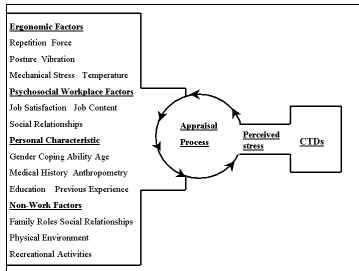 Ergonomic Factors
Repetition Force
Posture Vibration
Mechanical Stress Temperature
Psychosocial Workplace Factors
Job Satisfaction Job Content
Social Relationships
Personal Characteristic
Gender Coping Ability Age
Medical History Anthropometry
Education Previous Experience
Non-Work Factors
Family Roles Social Relationships
Physical Environment
Recreational Activities
Appraisal
Process
Perceived
stress
CTDs